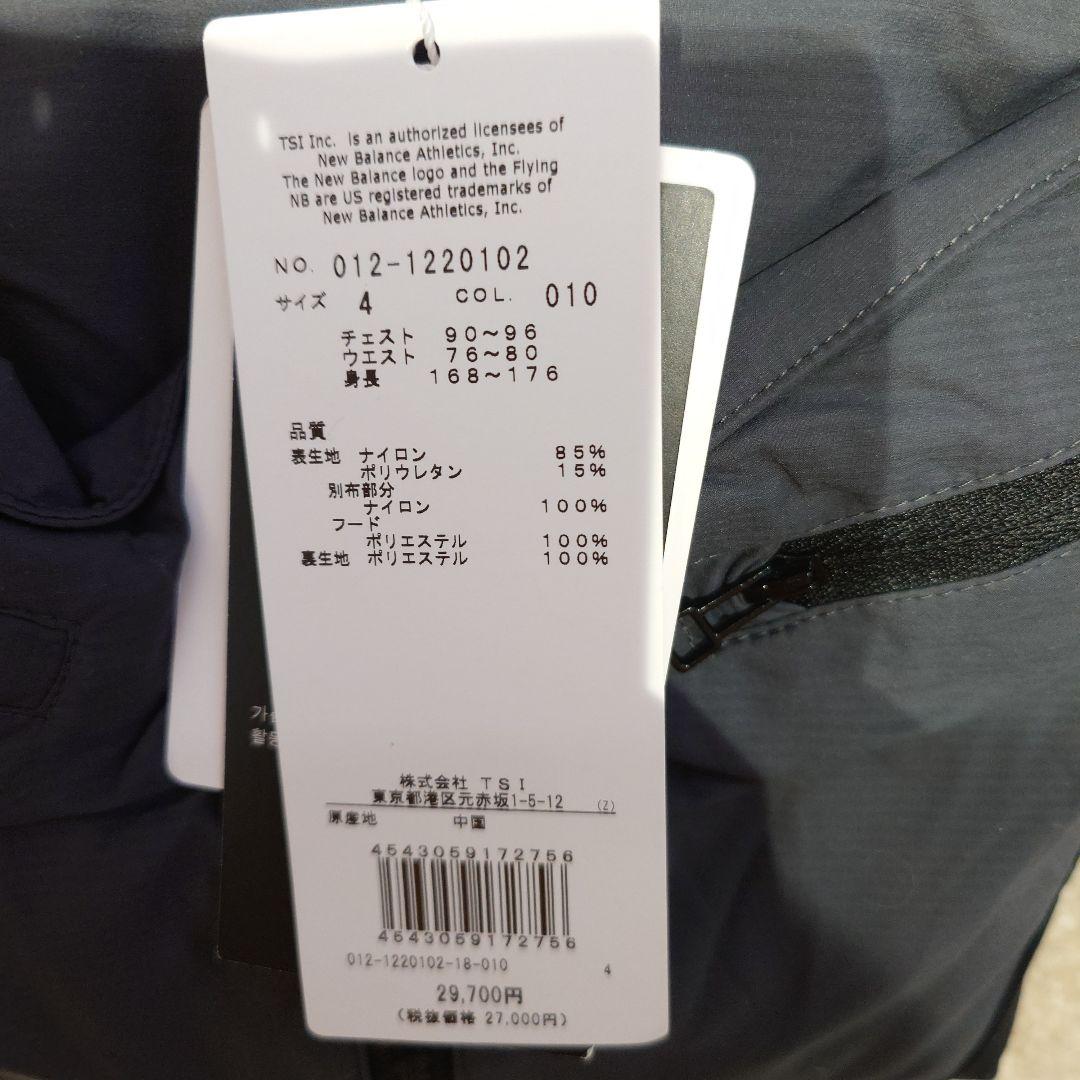 TSI Inc. is an authorized licensees of
New Balance Athletics, Inc.
The New Balance logo and the Flying
NB are US registered trademarks of
New Balance Athletics, Inc.
NO. 012-1220102
サイズ 4 COL. 010
チェスト 90～96
ウエスト 76～80
身長 168～176
品質
表生地 ナイロン 85%
ポリウレタン 15%
別布部分
ナイロン 100%
フード
ポリエステル 100%
裏生地 ポリエステル 100%
株式会社 TSI
東京都港区元赤坂1-5-12 (Z)
原産地 中国
4543059172756
4543059172756
012-1220102-18-010 4
29,700円
(税抜価格 27,000円)